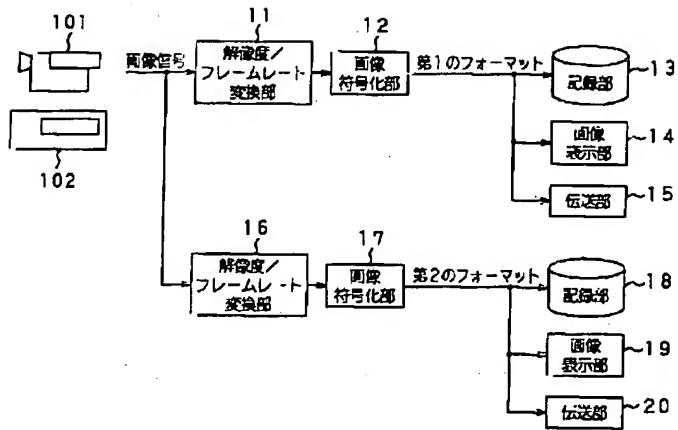 101
102
画像信号
11
解像度/
フレームレート
変換部
12
画像
符号化部
第1のフォーマット
記録部
13
画像
表示部
14
伝送部
15
16
解像度/
フレームレート
変換部
17
画像
符号化部
第2のフォーマット
記録部
18
画像
表示部
19
伝送部
20